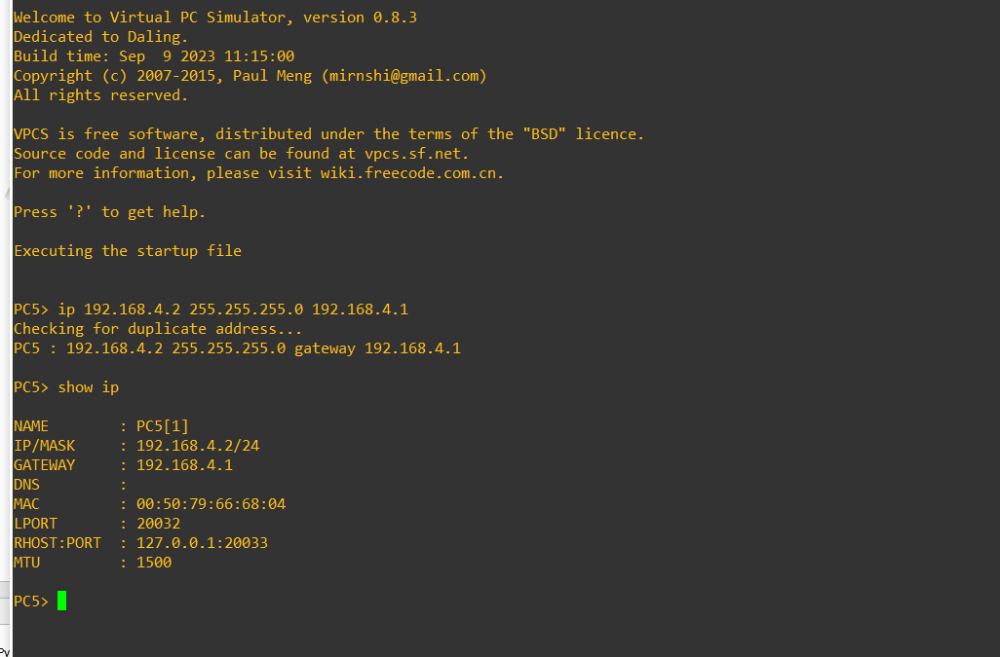 Welcome to Virtual PC Simulator, version 0.8.3
Dedicated to Daling.
Build time: Sep  9 2023 11:15:00
Copyright (c) 2007-2015, Paul Meng (mirnshi@gmail.com)
All rights reserved.

VPCS is free software, distributed under the terms of the "BSD" licence.
Source code and license can be found at vpcs.sf.net.
For more information, please visit wiki.freecode.com.cn.

Press '?' to get help.

Executing the startup file


PC5> ip 192.168.4.2 255.255.255.0 192.168.4.1
Checking for duplicate address...
PC5 : 192.168.4.2 255.255.255.0 gateway 192.168.4.1

PC5> show ip

NAME        : PC5[1]
IP/MASK     : 192.168.4.2/24
GATEWAY     : 192.168.4.1
DNS         :
MAC         : 00:50:79:66:68:04
LPORT       : 20032
RHOST:PORT  : 127.0.0.1:20033
MTU         : 1500

PC5>
Py